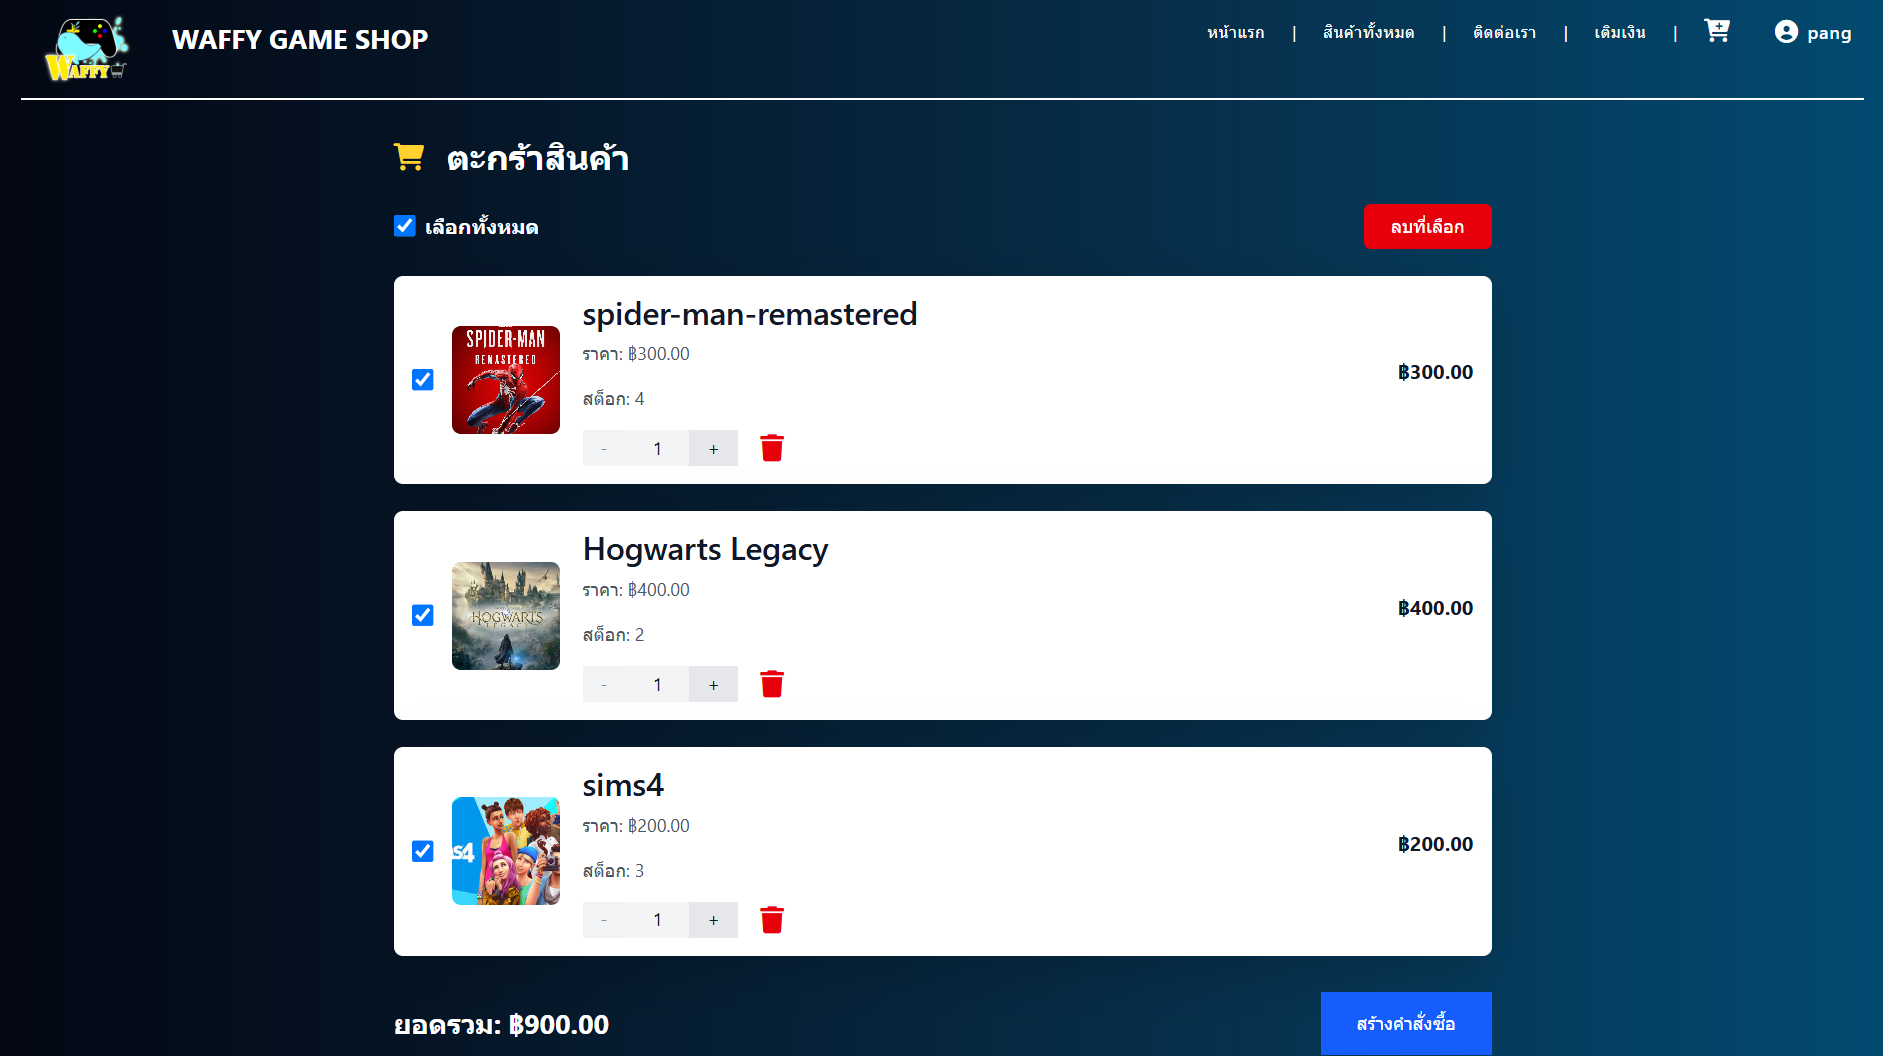 WAFFY
WAFFY GAME SHOP
หน้าแรก | สินค้าทั้งหมด | ติดต่อเรา | เติมเงิน | pang
ตะกร้าสินค้า
เลือกทั้งหมด
ลบที่เลือก
SPIDER-MAN
REMASTERED
spider-man-remastered
ราคา: ฿300.00
สต็อก: 4
- 1 +
฿300.00
HOGWARTS
LEGACY
Hogwarts Legacy
ราคา: ฿400.00
สต็อก: 2
- 1 +
฿400.00
S4
sims4
ราคา: ฿200.00
สต็อก: 3
- 1 +
฿200.00
ยอดรวม: ฿900.00
สร้างคำสั่งซื้อ